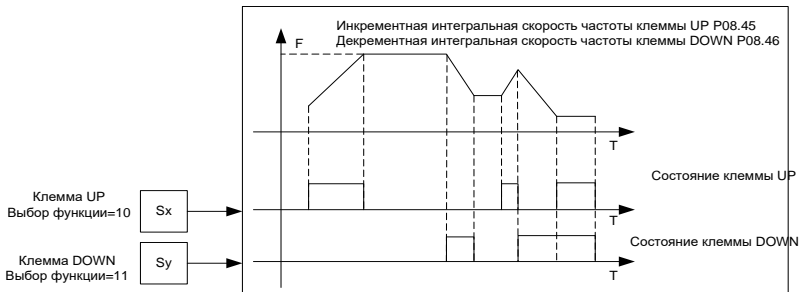 Инкрементная интегральная скорость частоты клеммы UP P08.45
Декрементная интегральная скорость частоты клеммы DOWN P08.46
F
T
Состояние клеммы UP
Клемма UP
Выбор функции=10
Sx
T
Состояние клеммы DOWN
Клемма DOWN
Выбор функции=11
Sy
T